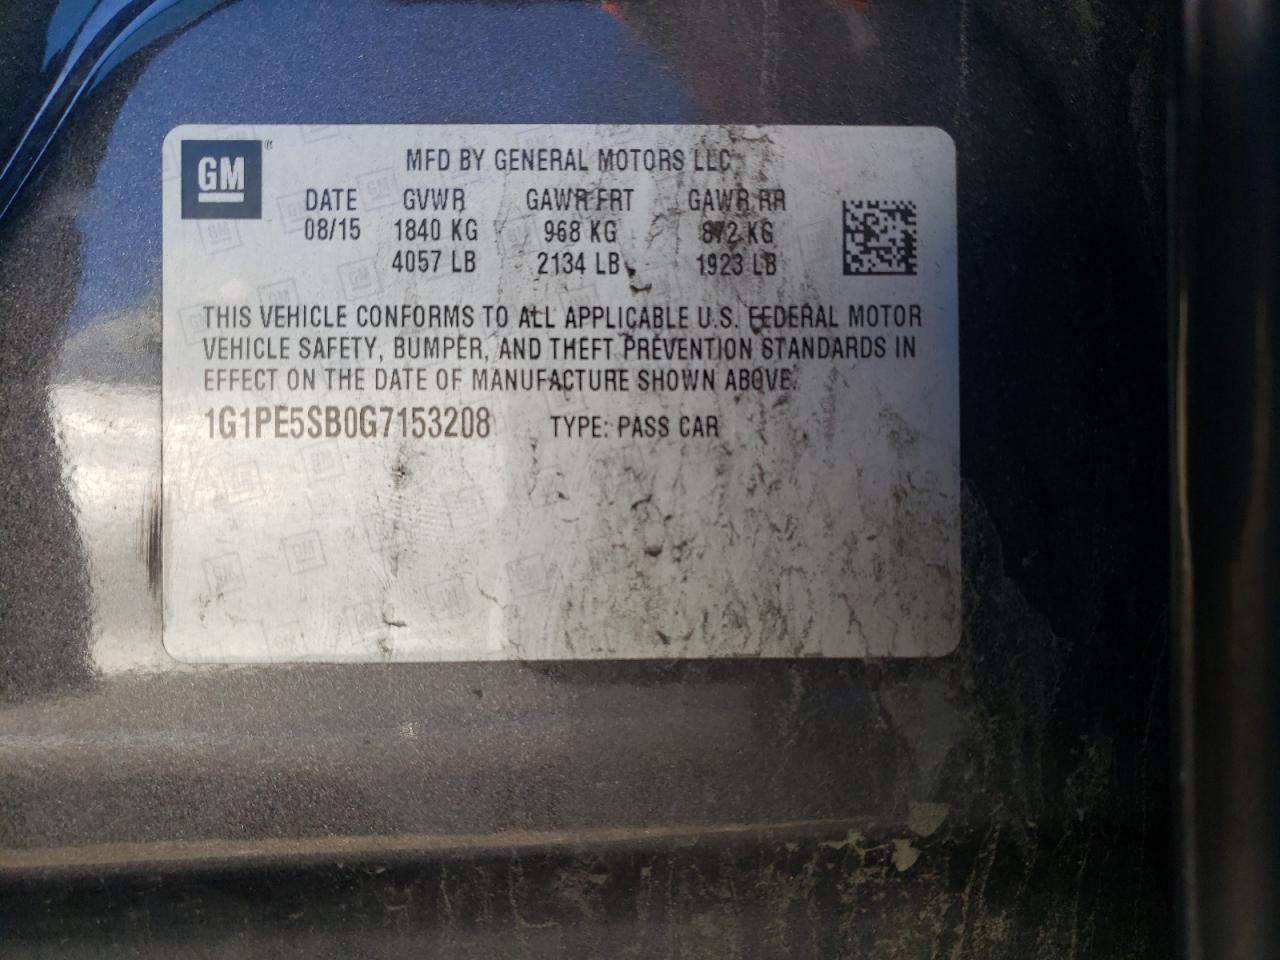 GM®
MFD BY GENERAL MOTORS LLC
DATE GVWR GAWR FRT GAWR RR
08/15 1840 KG 968 KG 872 KG
4057 LB 2134 LB 1923 LB
THIS VEHICLE CONFORMS TO ALL APPLICABLE U.S. FEDERAL MOTOR
VEHICLE SAFETY, BUMPER, AND THEFT PREVENTION STANDARDS IN
EFFECT ON THE DATE OF MANUFACTURE SHOWN ABOVE.
1G1PE5SB0G7153208 TYPE: PASS CAR